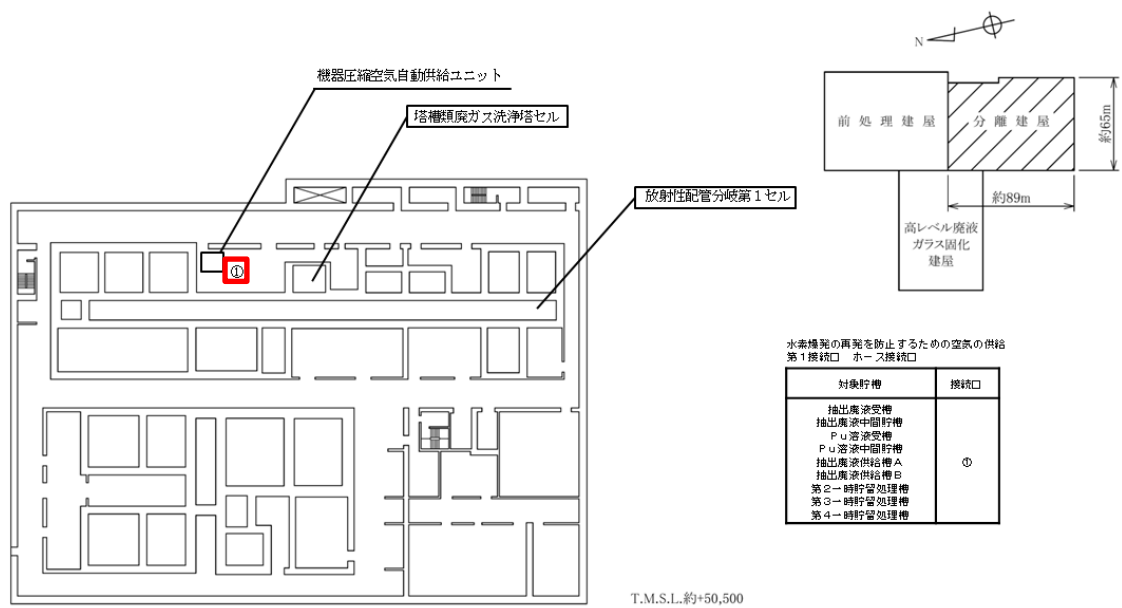 機器圧縮空気自動供給ユニット
塔槽類廃ガス洗浄塔セル
放射性配管分岐第1セル
①
N
前処理建屋
分離建屋
約65m
約89m
高レベル廃液
ガラス固化
建屋
水素爆発の再発を防止するための空気の供給
第1接続口 ホース接続口
対象貯槽 接続口
抽出廃液受槽
抽出廃液中間貯槽
Pu溶液受槽
Pu溶液中間貯槽
抽出廃液供給槽A
抽出廃液供給槽B
第2一時貯留処理槽
第3一時貯留処理槽
第4一時貯留処理槽
①
T.M.S.L.約+50,500